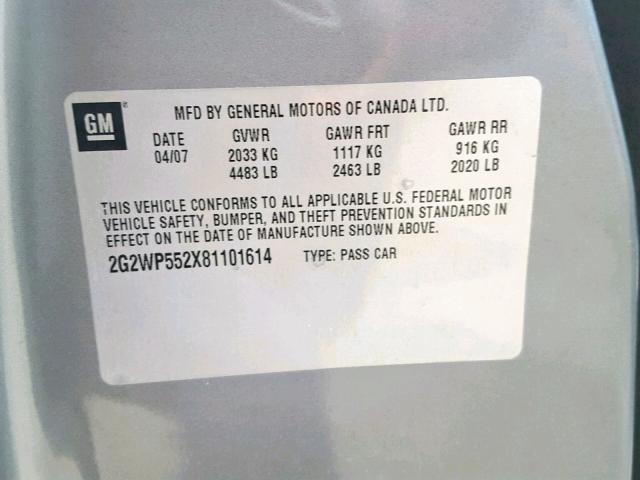 GM
MFD BY GENERAL MOTORS OF CANADA LTD.
DATE GVWR GAWR FRT GAWR RR
04/07 2033 KG 1117 KG 916 KG
4483 LB 2463 LB 2020 LB
THIS VEHICLE CONFORMS TO ALL APPLICABLE U.S. FEDERAL MOTOR
VEHICLE SAFETY, BUMPER, AND THEFT PREVENTION STANDARDS IN
EFFECT ON THE DATE OF MANUFACTURE SHOWN ABOVE.
2G2WP552X81101614 TYPE: PASS CAR